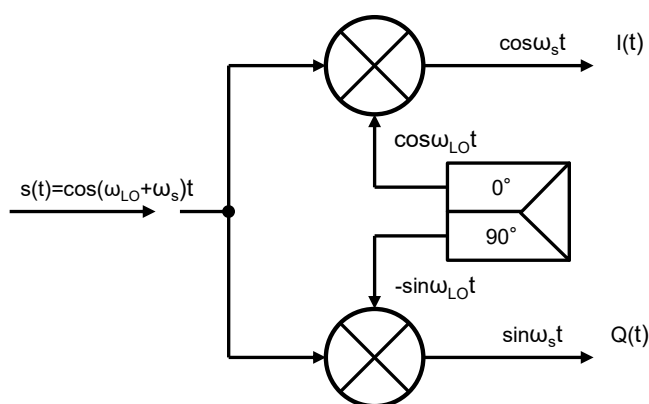 cosω_st I(t)
cosω_LOt
s(t)=cos(ω_LO+ω_s)t
0°
90°
-sinω_LOt
sinω_st Q(t)